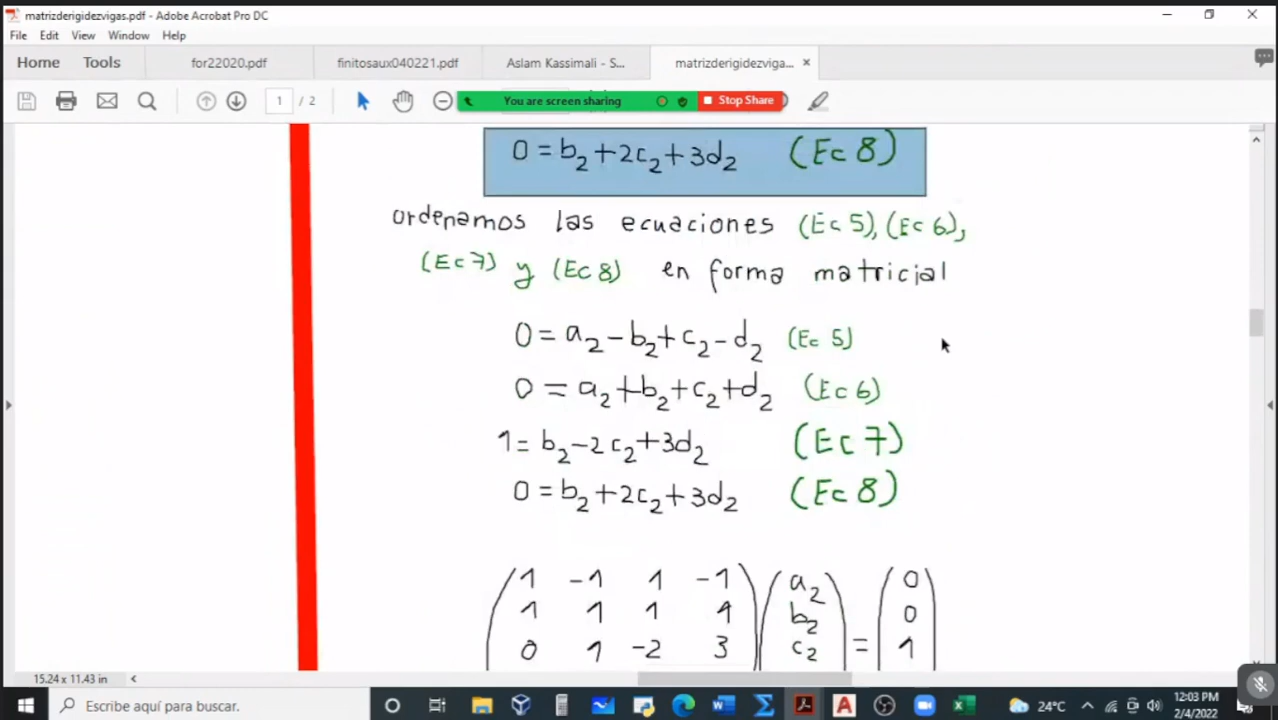 matrizderigidezvigas.pdf - Adobe Acrobat Pro DC
File Edit View Window Help
Home Tools for22020.pdf finitosaux040221.pdf Aslam Kassimali - S... matrizderigidezviga... ×
1 / 2 You are screen sharing Stop Share
0 = b₂ + 2c₂ + 3d₂ (Ec 8)
ordenamos las ecuaciones (Ec 5), (Ec 6),
(Ec 7) y (Ec 8) en forma matricial
0 = a₂ - b₂ + c₂ - d₂ (Ec 5)
0 = a₂ + b₂ + c₂ + d₂ (Ec 6)
1 = b₂ - 2c₂ + 3d₂ (Ec 7)
0 = b₂ + 2c₂ + 3d₂ (Ec 8)
1 -1 1 -1 a₂ 0
1 1 1 1 b₂ 0
0 1 -2 3 c₂ = 1
15.24 x 11.43 in
Escribe aquí para buscar. 24°C 12:03 PM
2/4/2022